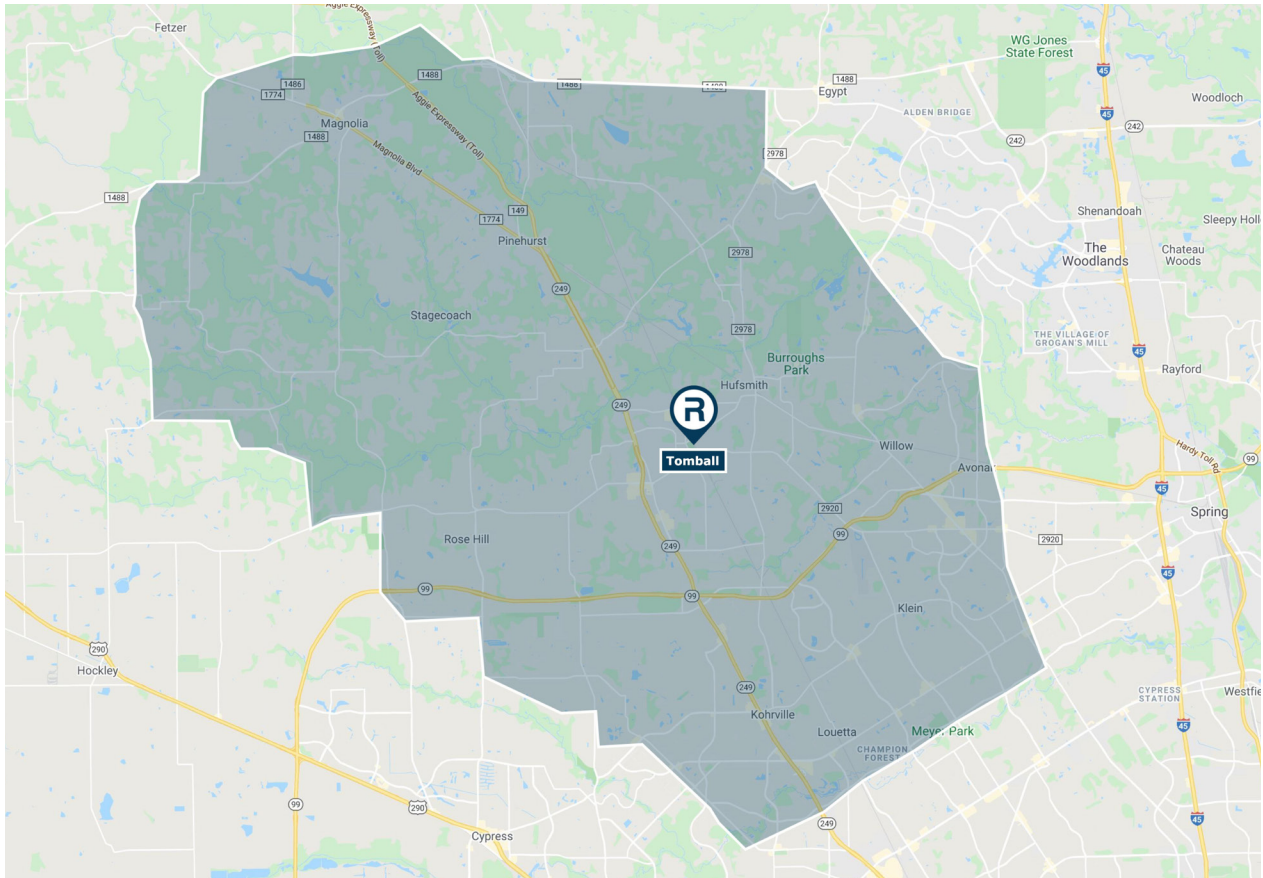 Fetzer
Aggie Expressway (Toll)
WG Jones
State Forest
45
1488
1486
1774
1488
1488
Egypt
1488
Woodloch
Magnolia
1488
Aggie Expressway (Toll)
ALDEN BRIDGE
45
242
242
Magnolia Blvd
2978
1488
149
1774
Shenandoah
Sleepy Hollo
Pinehurst
2978
The
Woodlands
Chateau
Woods
249
Stagecoach
2978
THE VILLAGE OF
GROGAN'S MILL
45
Burroughs
Park
Rayford
Hufsmith
249
R
Tomball
Willow
Avonak
Hardy Toll Rd
99
45
2920
Spring
249
99
2920
Rose Hill
45
99
99
Klein
290
Hockley
249
CYPRESS
STATION
Westfie
Kohrville
45
Louetta
Meyer Park
CHAMPION
FOREST
99
290
249
45
Cypress